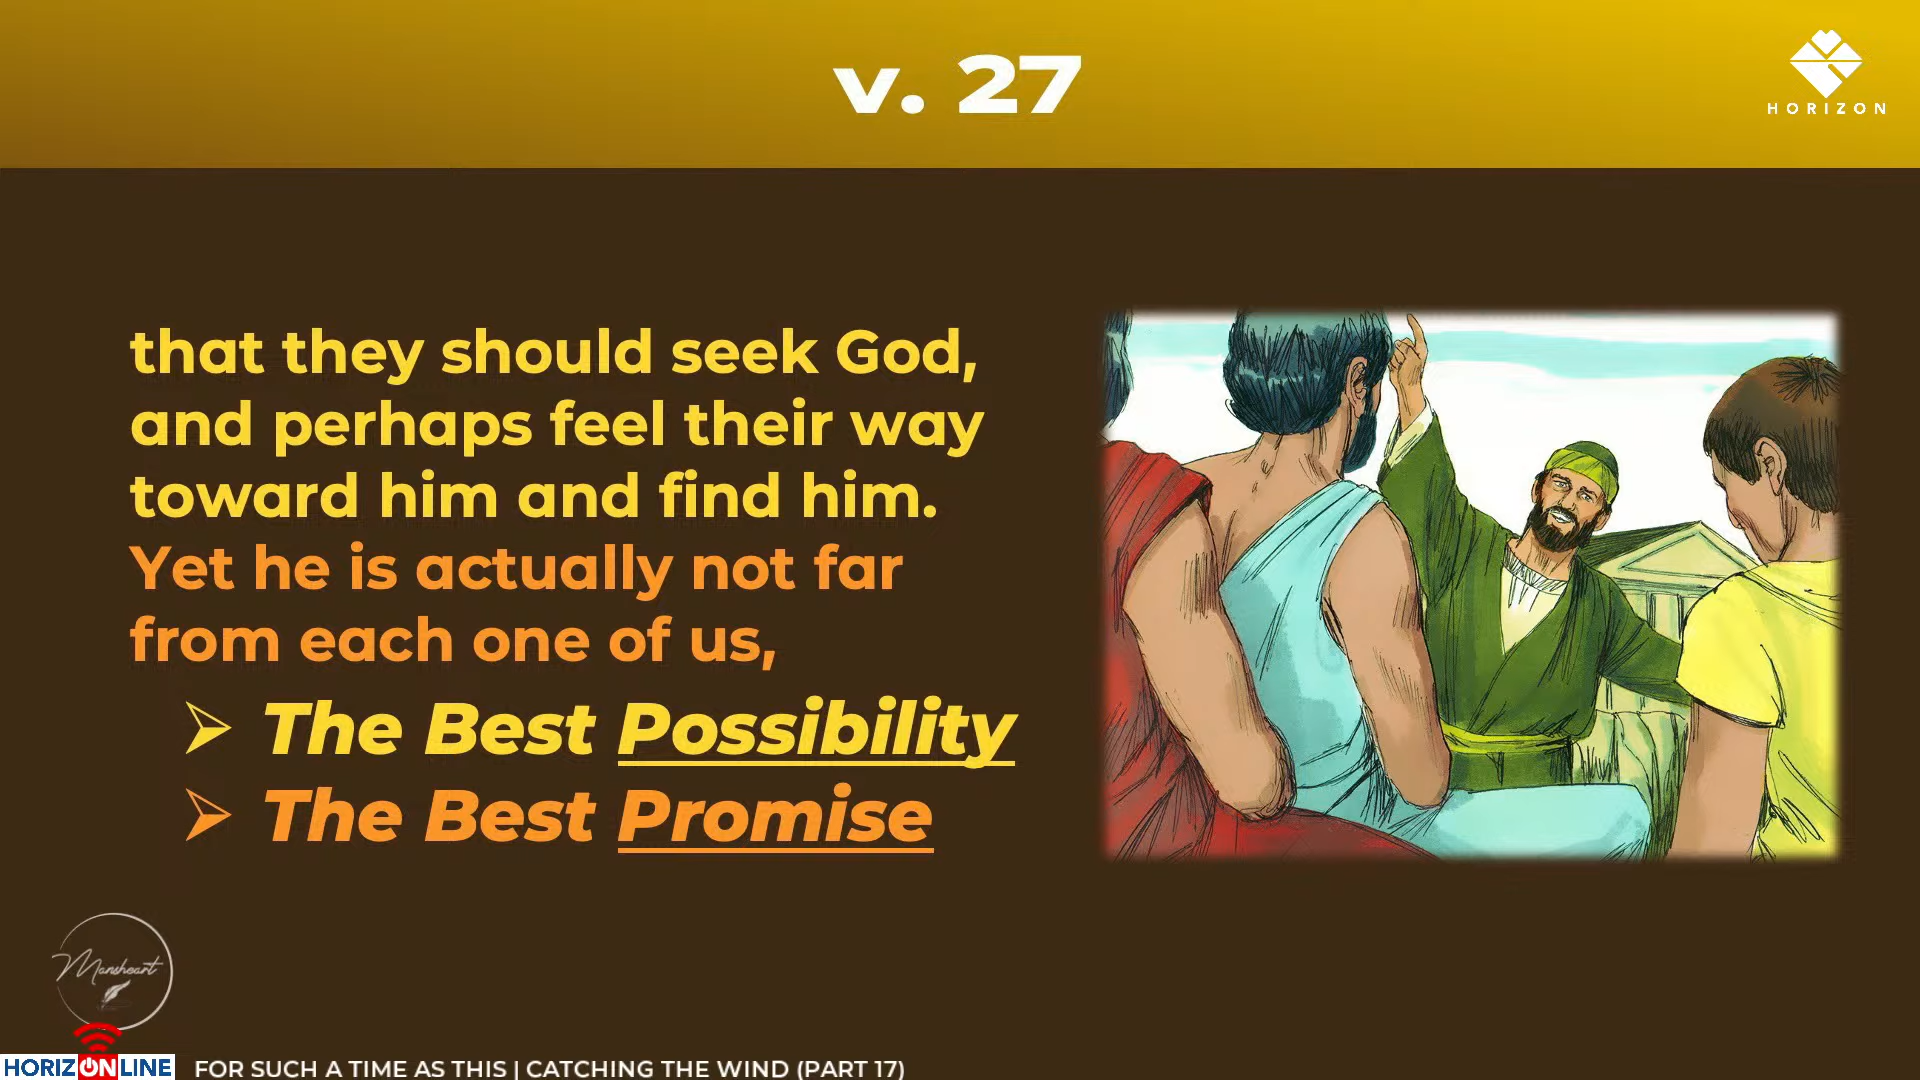 v. 27
HORIZON
that they should seek God,
and perhaps feel their way
toward him and find him.
Yet he is actually not far
from each one of us,
➢ The Best Possibility
➢ The Best Promise
Mansheart
HORIZONLINE
FOR SUCH A TIME AS THIS | CATCHING THE WIND (PART 17)